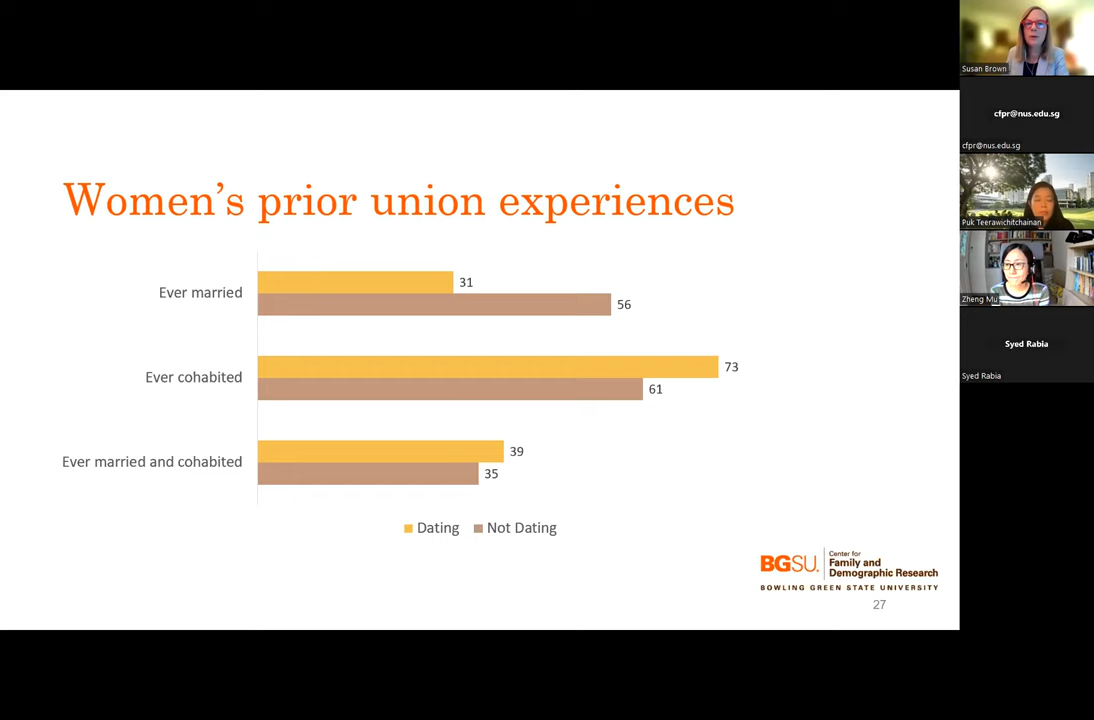 Women's prior union experiences
Ever married
31
56
Ever cohabited
73
61
Ever married and cohabited
39
35
Dating
Not Dating
BGSU.
Center for
Family and
Demographic Research
BOWLING GREEN STATE UNIVERSITY
27
Susan Brown
cfpr@nus.edu.sg
cfpr@nus.edu.sg
Puk Teerawichitchainan
Zheng Mu
Syed Rabia
Syed Rabia